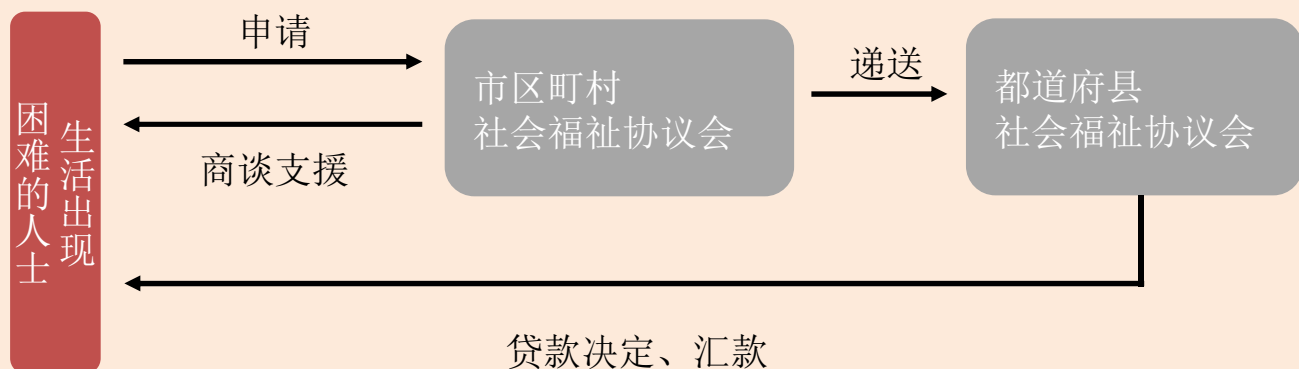 生活出现
困难的人士
申请
商谈支援
市区町村
社会福祉协议会
递送
都道府县
社会福祉协议会
贷款决定、汇款